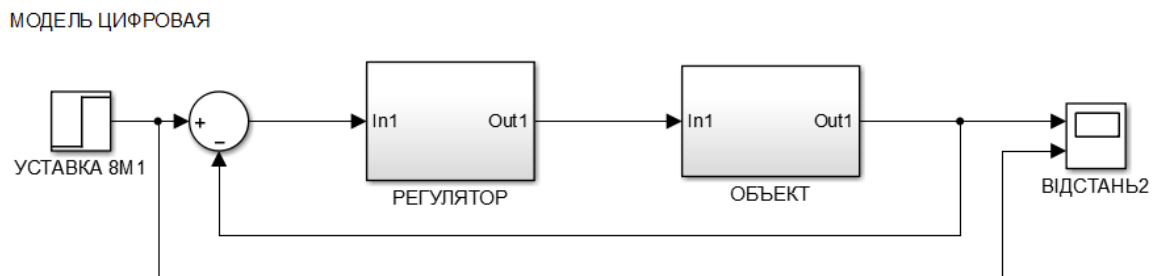 МОДЕЛЬ ЦИФРОВАЯ
In1
Out1
In1
Out1
УСТАВКА 8М1
РЕГУЛЯТОР
ОБЪЕКТ
ВІДСТАНЬ2